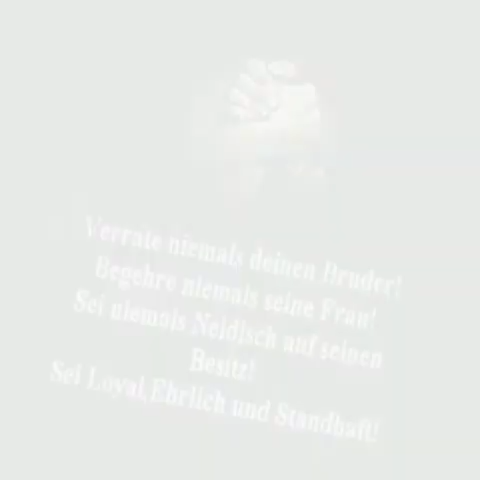 Verrate niemals deinen Bruder!
Begehre niemals seine Frau!
Sei niemals Neidisch auf seinen
Besitz!
Sei Loyal,Ehrlich und Standhaft!